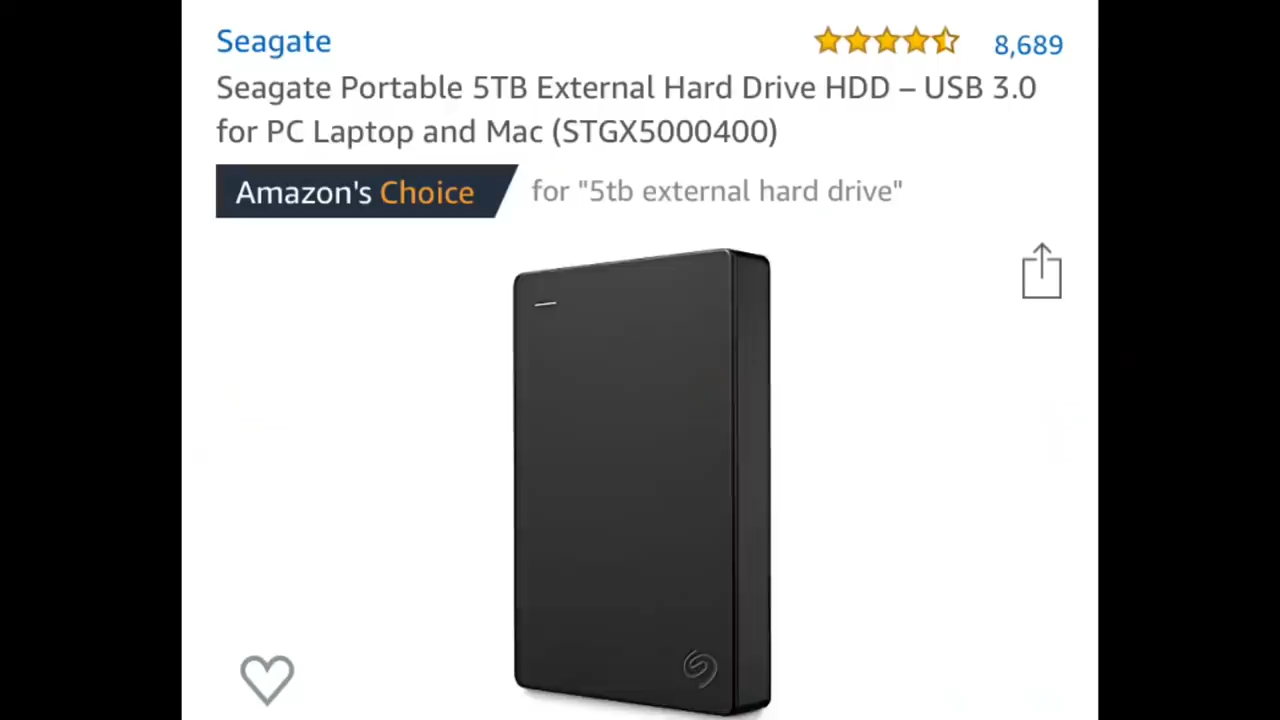 Seagate
8,689
Seagate Portable 5TB External Hard Drive HDD – USB 3.0
for PC Laptop and Mac (STGX5000400)
Amazon's Choice for "5tb external hard drive"